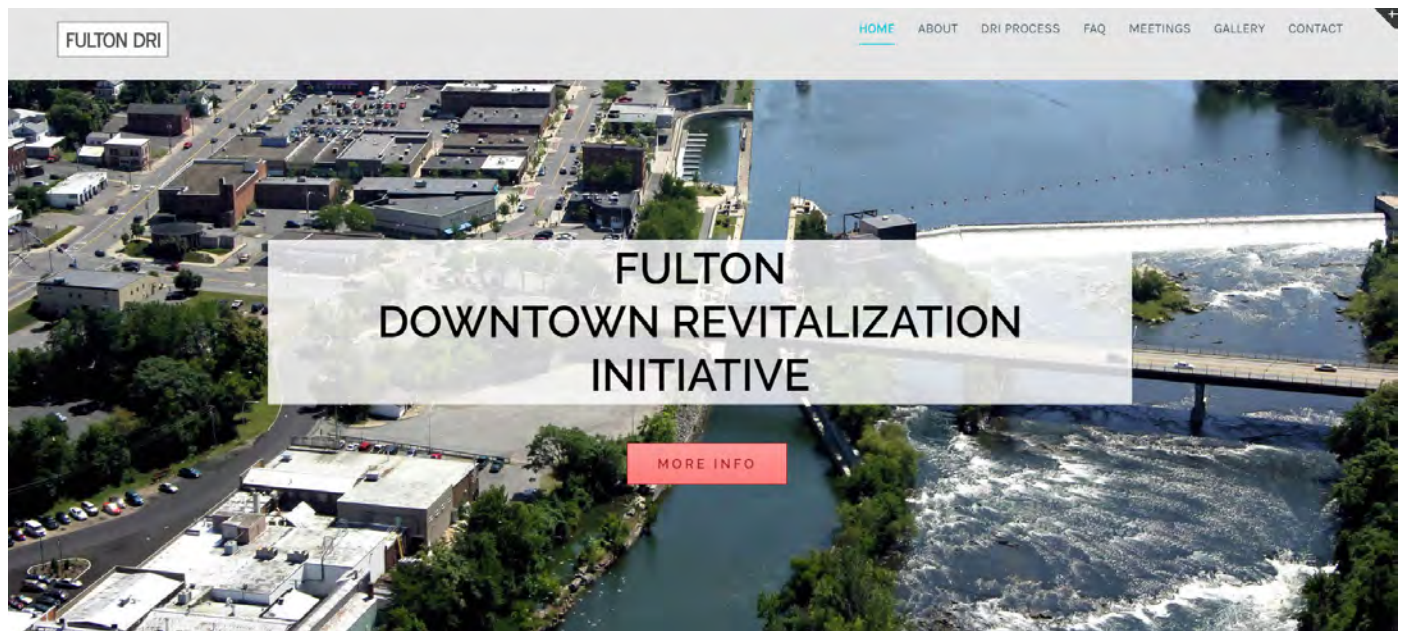 FULTON DRI
HOME ABOUT DRI PROCESS FAQ MEETINGS GALLERY CONTACT
FULTON
DOWNTOWN REVITALIZATION
INITIATIVE
MORE INFO